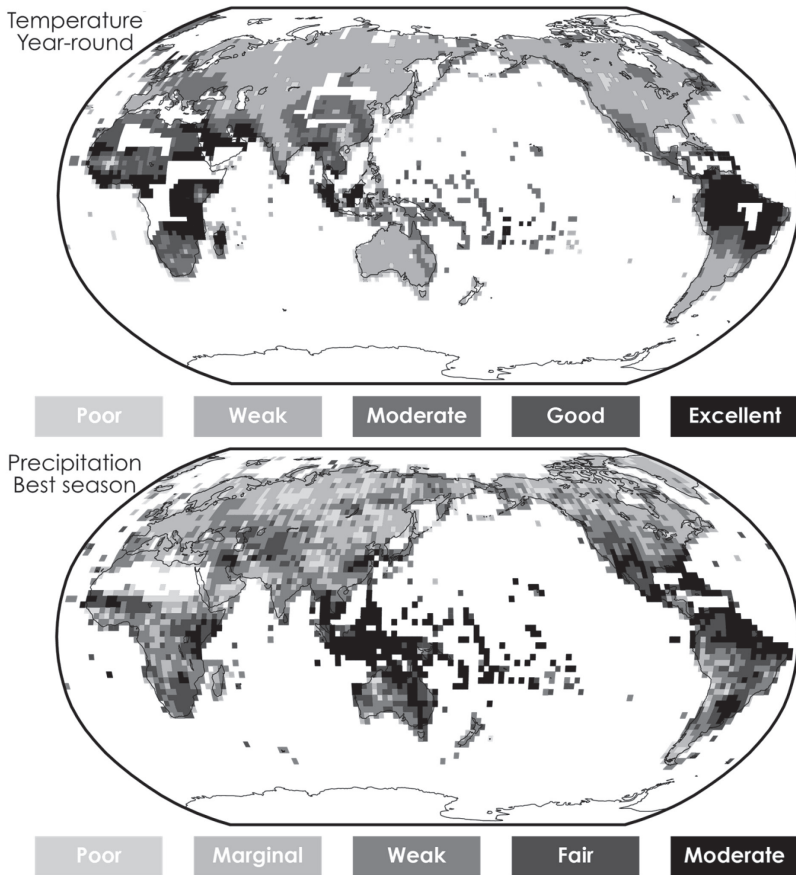 Temperature
Year-round
Poor Weak Moderate Good Excellent
Precipitation
Best season
Poor Marginal Weak Fair Moderate